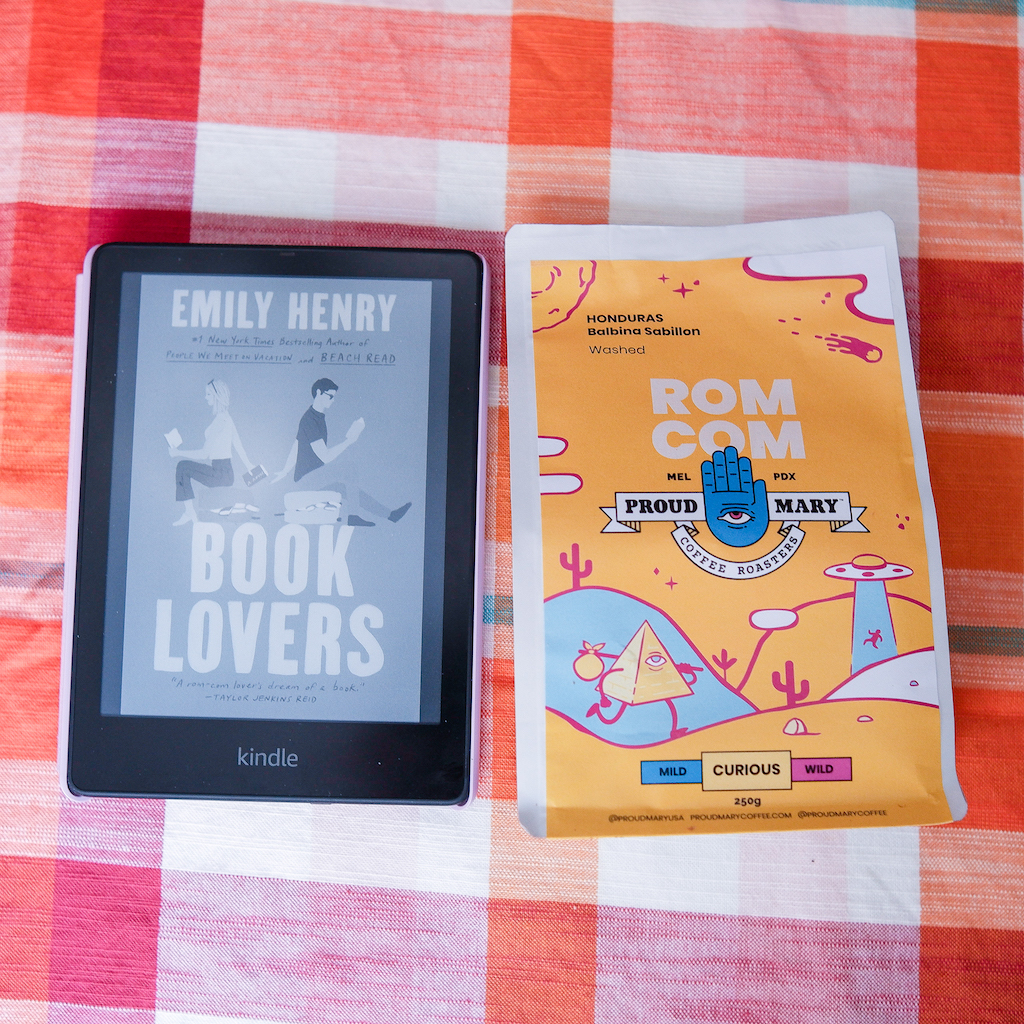 EMILY HENRY
#1 New York Times Bestselling Author of
PEOPLE WE MEET ON VACATION and BEACH READ
BOOK
LOVERS
"A rom-com lover's dream of a book."
—TAYLOR JENKINS REID
kindle
HONDURAS
Balbina Sabillon
Washed
ROM
COM
MEL PDX
PROUD MARY
COFFEE ROASTERS
MILD CURIOUS WILD
250g
@PROUDMARYUSA PROUDMARYCOFFEE.COM @PROUDMARYCOFFEE